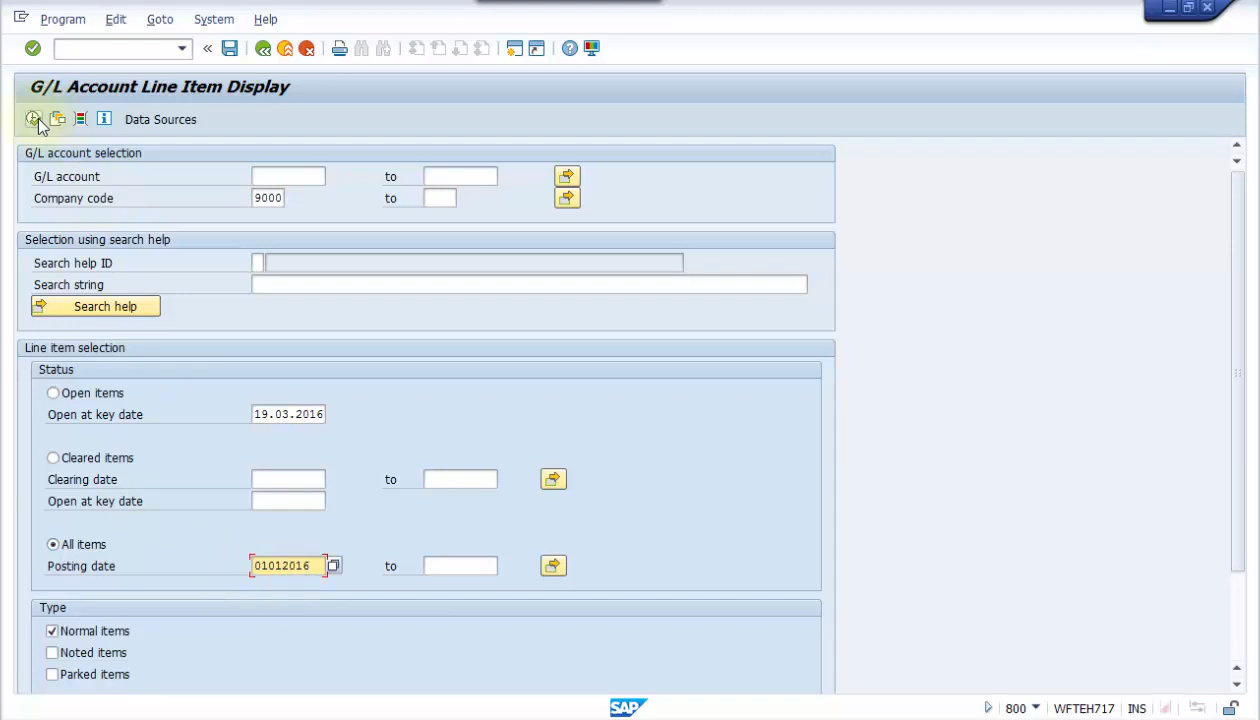 Program Edit Goto System Help
G/L Account Line Item Display
Data Sources
G/L account selection
G/L account to
Company code 9000 to
Selection using search help
Search help ID
Search string
Search help
Line item selection
Status
Open items
Open at key date 19.03.2016
Cleared items
Clearing date to
Open at key date
All items
Posting date 01012016 to
Type
Normal items
Noted items
Parked items
SAP 800 WFTEH717 INS